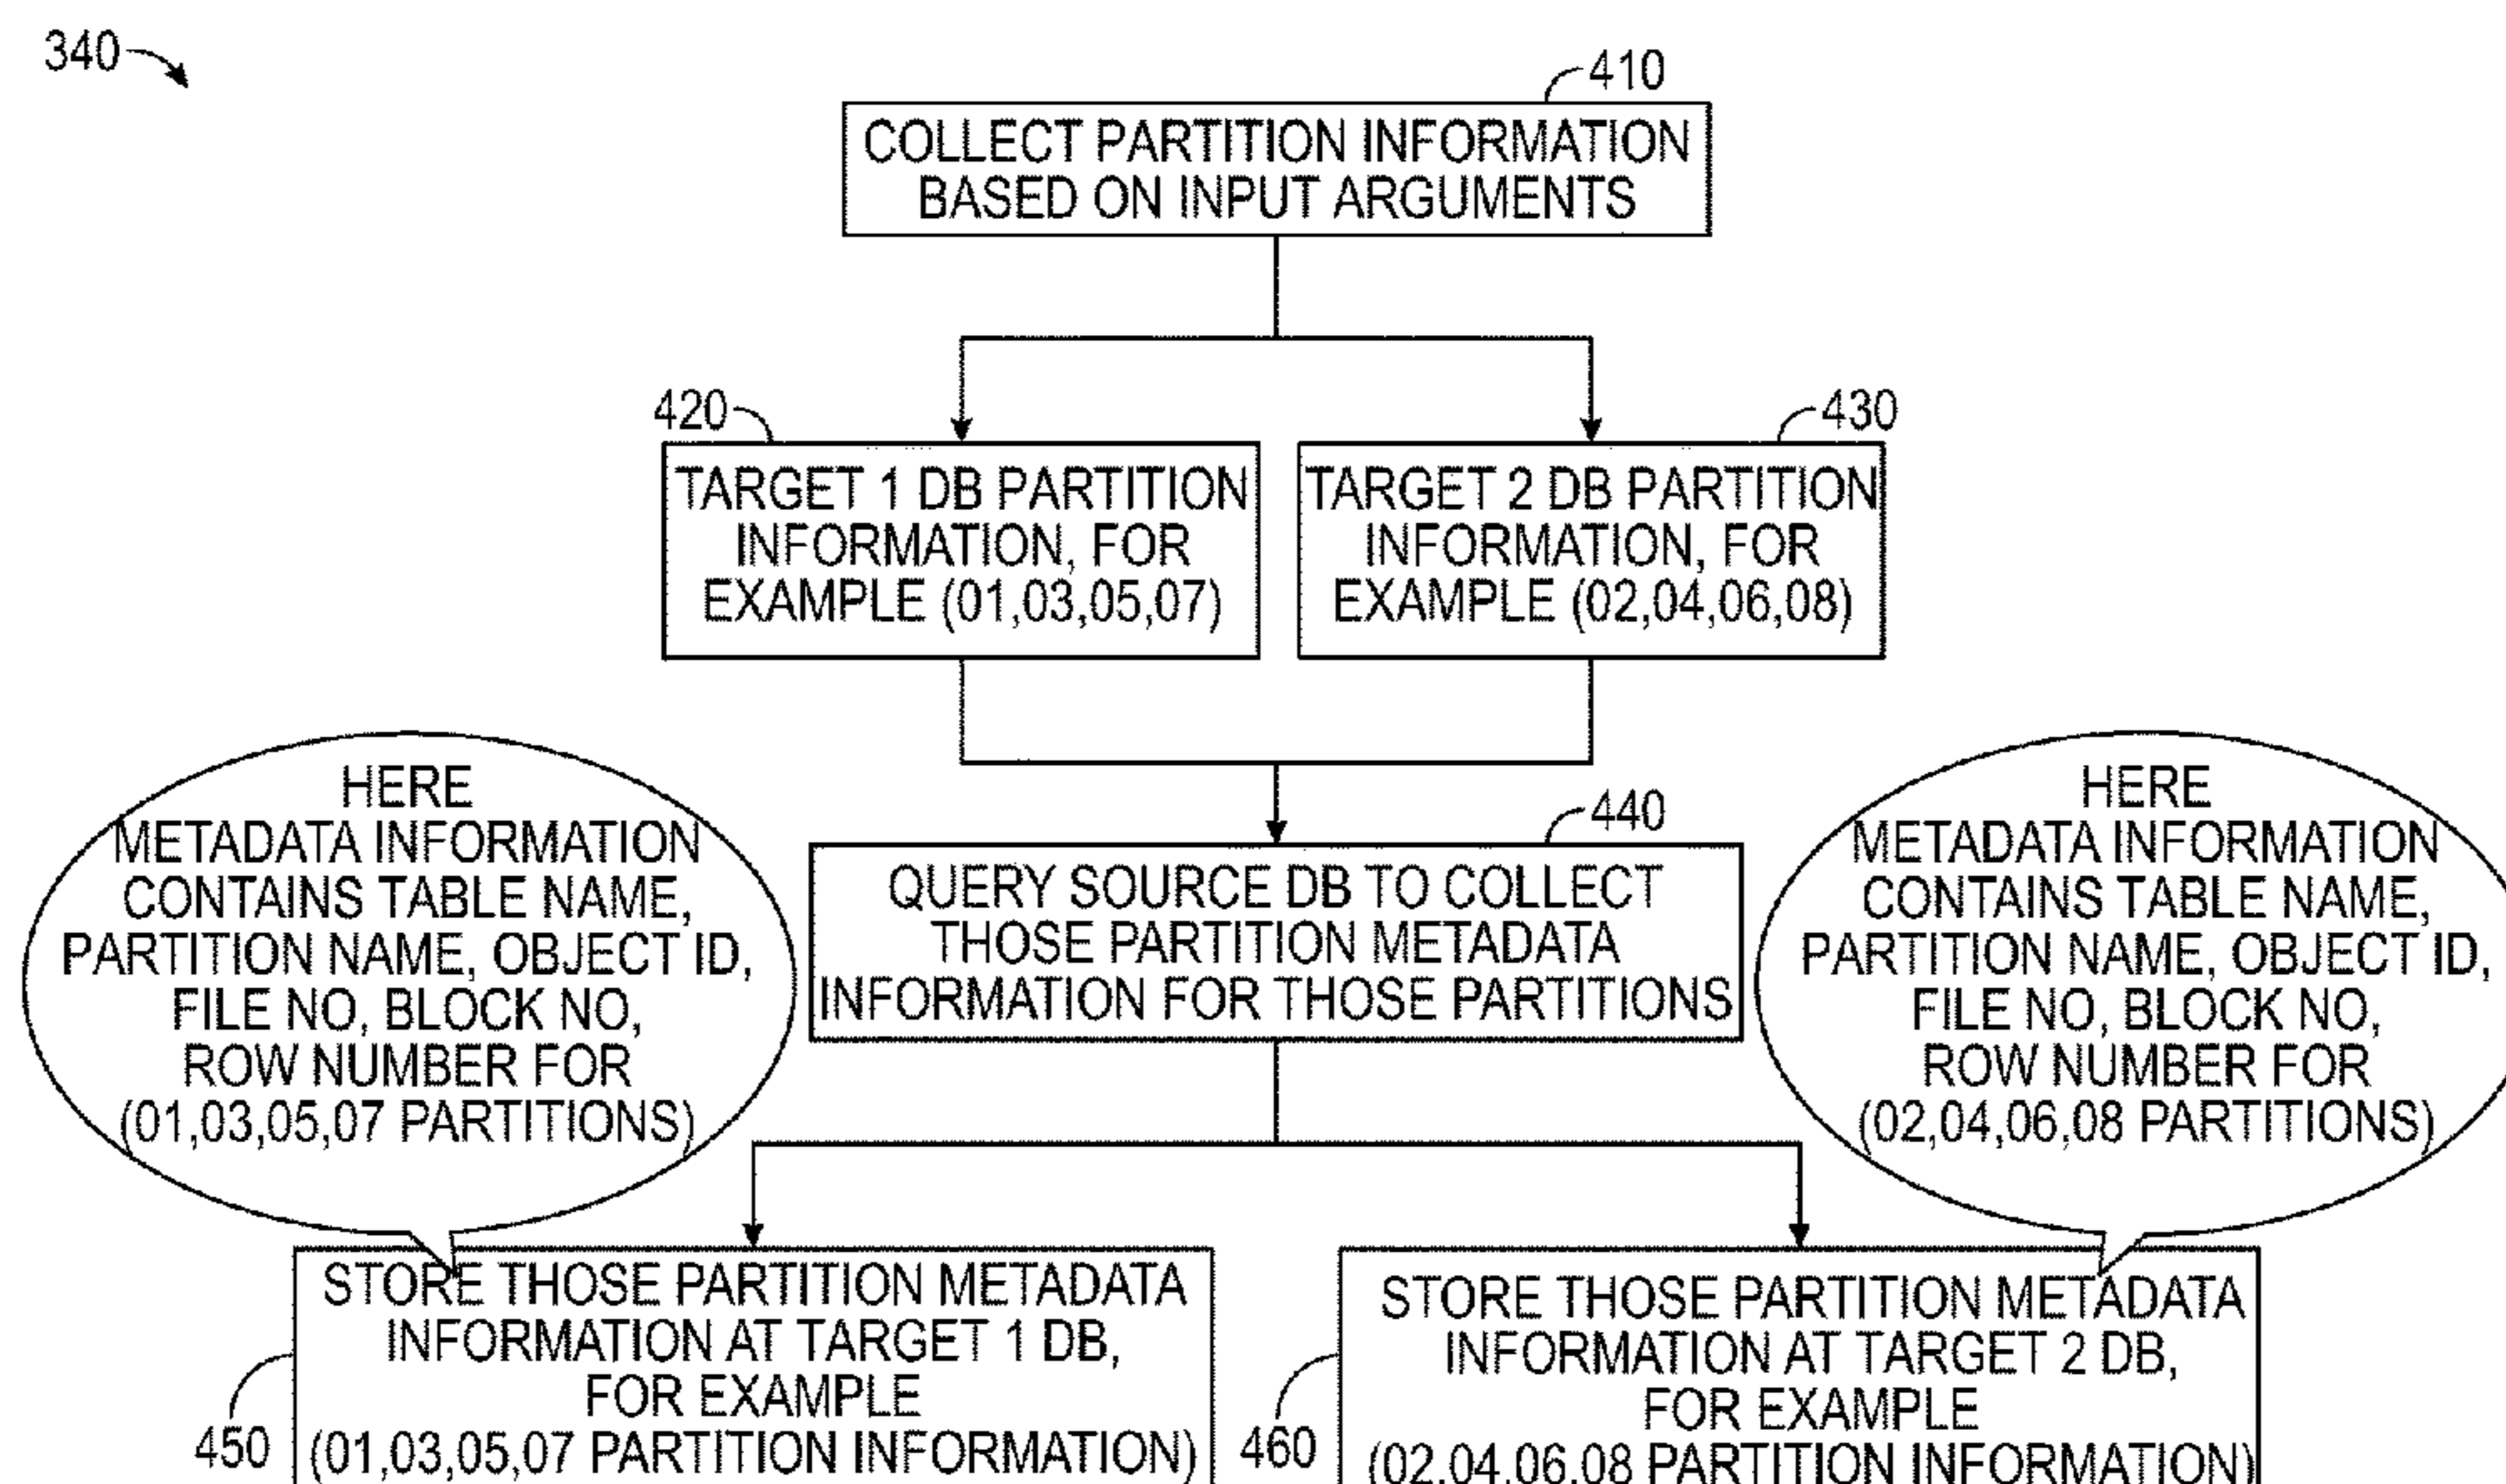 340
410
COLLECT PARTITION INFORMATION
BASED ON INPUT ARGUMENTS
420
TARGET 1 DB PARTITION
INFORMATION, FOR
EXAMPLE (01,03,05,07)
430
TARGET 2 DB PARTITION
INFORMATION, FOR
EXAMPLE (02,04,06,08)
HERE
METADATA INFORMATION
CONTAINS TABLE NAME,
PARTITION NAME, OBJECT ID,
FILE NO, BLOCK NO,
ROW NUMBER FOR
(01,03,05,07 PARTITIONS)
440
QUERY SOURCE DB TO COLLECT
THOSE PARTITION METADATA
INFORMATION FOR THOSE PARTITIONS
HERE
METADATA INFORMATION
CONTAINS TABLE NAME,
PARTITION NAME, OBJECT ID,
FILE NO, BLOCK NO,
ROW NUMBER FOR
(02,04,06,08 PARTITIONS)
STORE THOSE PARTITION METADATA
INFORMATION AT TARGET 1 DB,
FOR EXAMPLE
(01,03,05,07 PARTITION INFORMATION)
450
STORE THOSE PARTITION METADATA
INFORMATION AT TARGET 2 DB,
FOR EXAMPLE
(02,04,06,08 PARTITION INFORMATION)
460